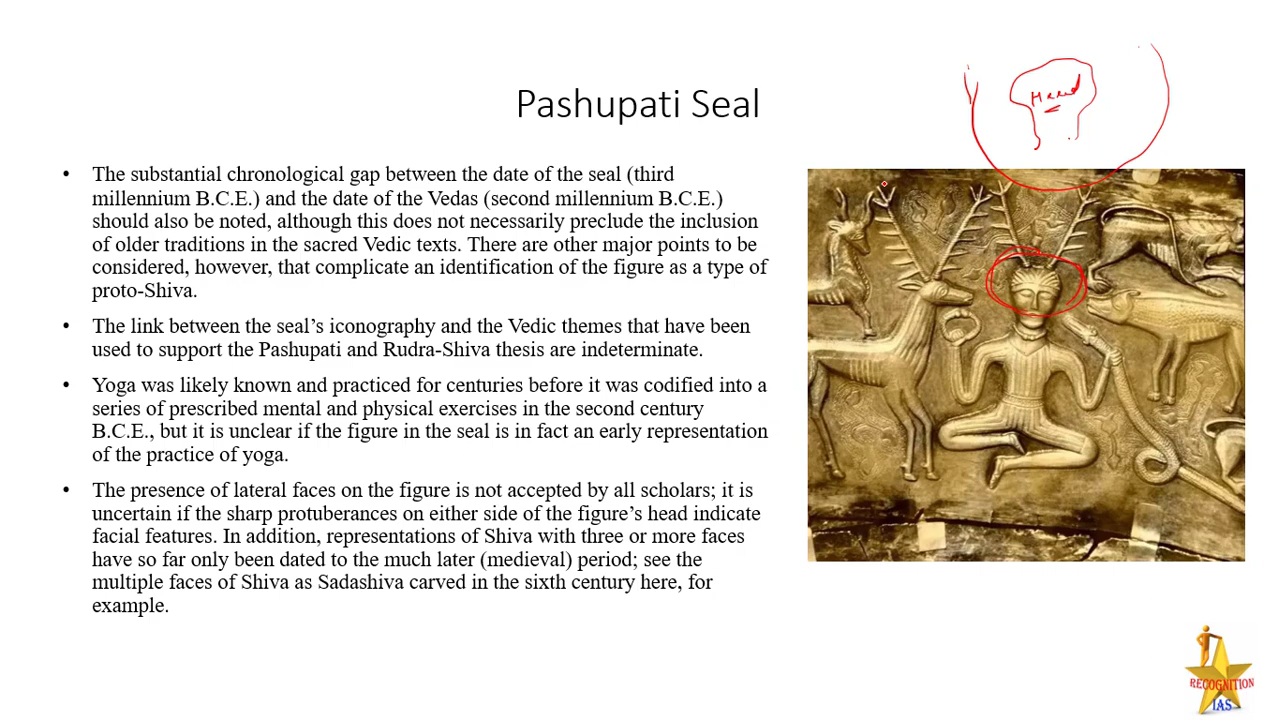 Pashupati Seal
• The substantial chronological gap between the date of the seal (third
millennium B.C.E.) and the date of the Vedas (second millennium B.C.E.)
should also be noted, although this does not necessarily preclude the inclusion
of older traditions in the sacred Vedic texts. There are other major points to be
considered, however, that complicate an identification of the figure as a type of
proto-Shiva.
• The link between the seal’s iconography and the Vedic themes that have been
used to support the Pashupati and Rudra-Shiva thesis are indeterminate.
• Yoga was likely known and practiced for centuries before it was codified into a
series of prescribed mental and physical exercises in the second century
B.C.E., but it is unclear if the figure in the seal is in fact an early representation
of the practice of yoga.
• The presence of lateral faces on the figure is not accepted by all scholars; it is
uncertain if the sharp protuberances on either side of the figure’s head indicate
facial features. In addition, representations of Shiva with three or more faces
have so far only been dated to the much later (medieval) period; see the
multiple faces of Shiva as Sadashiva carved in the sixth century here, for
example.
RECOGNITION
IAS